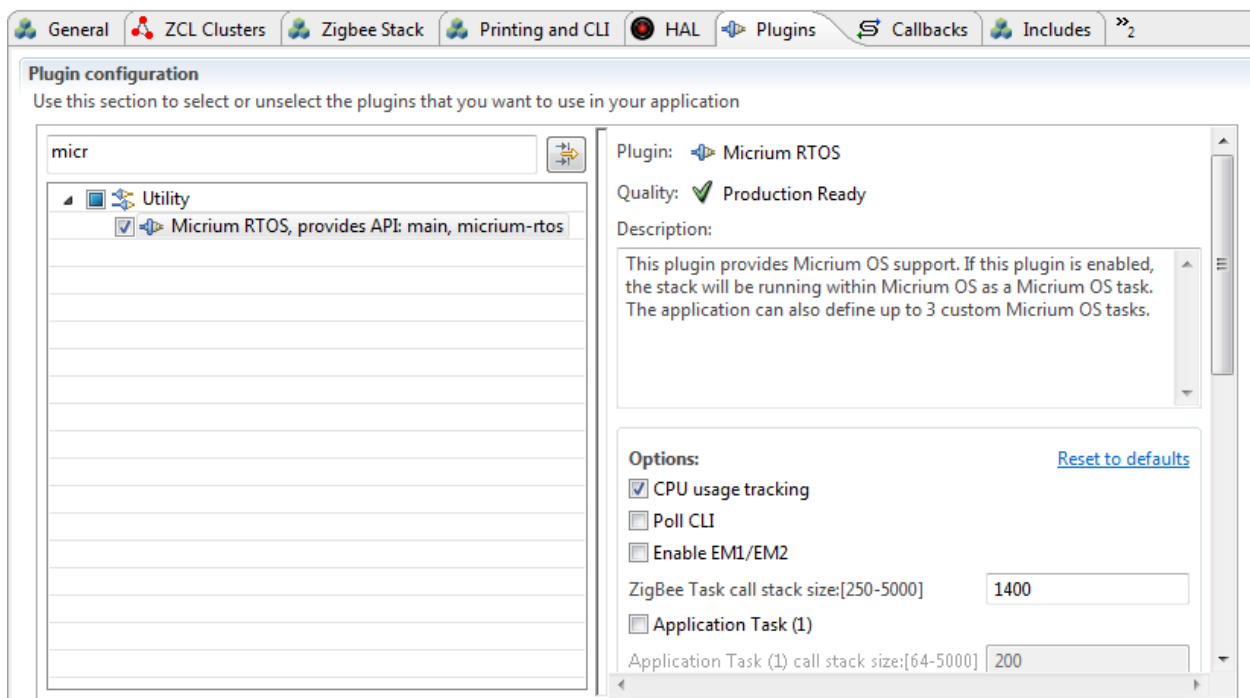 General ZCL Clusters Zigbee Stack Printing and CLI HAL Plugins Callbacks Includes »2
Plugin configuration
Use this section to select or unselect the plugins that you want to use in your application
micr
Utility
Micrium RTOS, provides API: main, micrium-rtos
Plugin: Micrium RTOS
Quality: Production Ready
Description:
This plugin provides Micrium OS support. If this plugin is enabled,
the stack will be running within Micrium OS as a Micrium OS task.
The application can also define up to 3 custom Micrium OS tasks.
Options: Reset to defaults
CPU usage tracking
Poll CLI
Enable EM1/EM2
ZigBee Task call stack size:[250-5000] 1400
Application Task (1)
Application Task (1) call stack size:[64-5000] 200